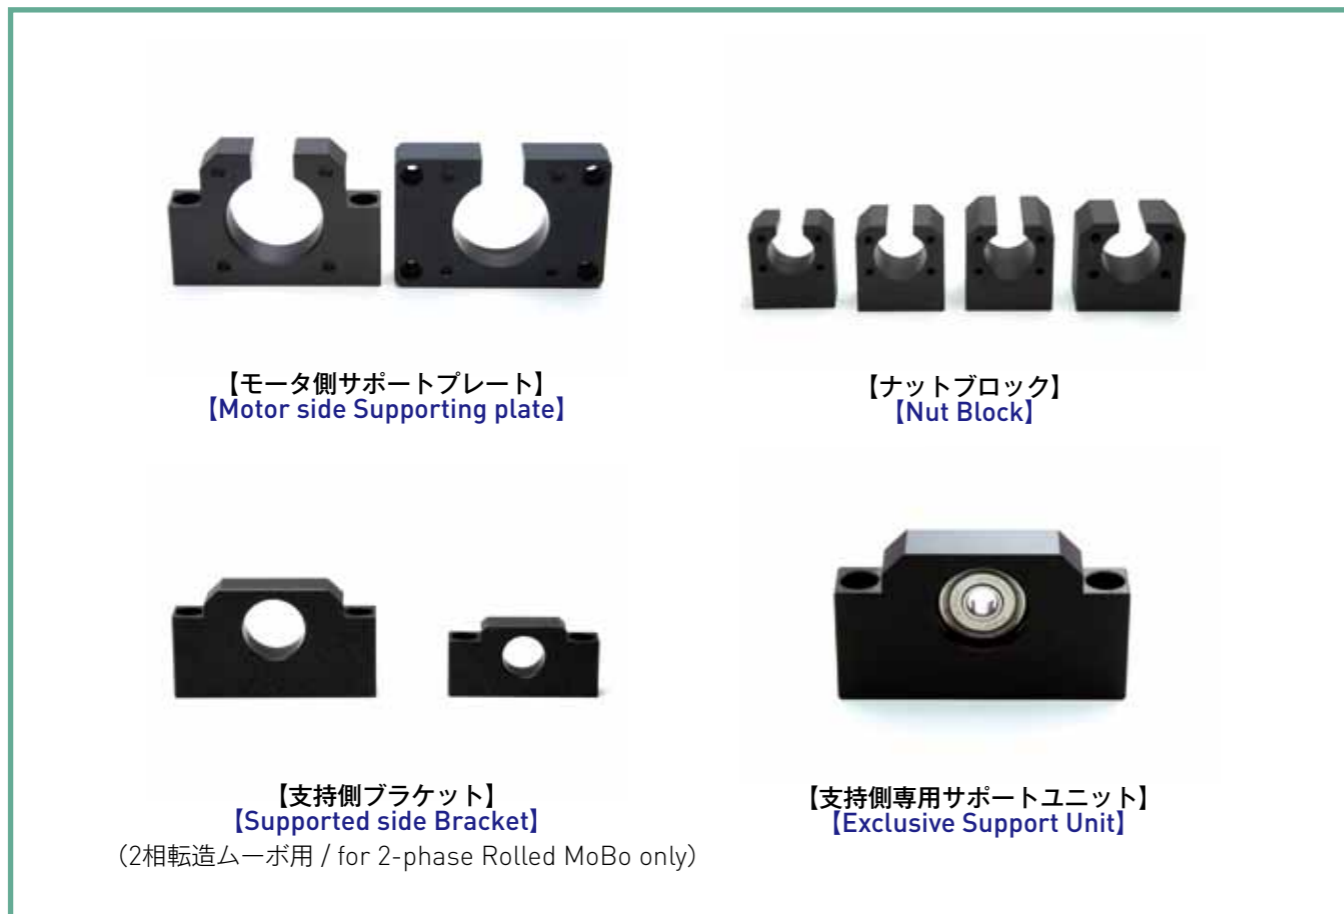 【モータ側サポートプレート】
【Motor side Supporting plate】
【ナットブロック】
【Nut Block】
【支持側ブラケット】
【Supported side Bracket】
（2相転造ムーボ用 / for 2-phase Rolled MoBo only）
【支持側専用サポートユニット】
【Exclusive Support Unit】